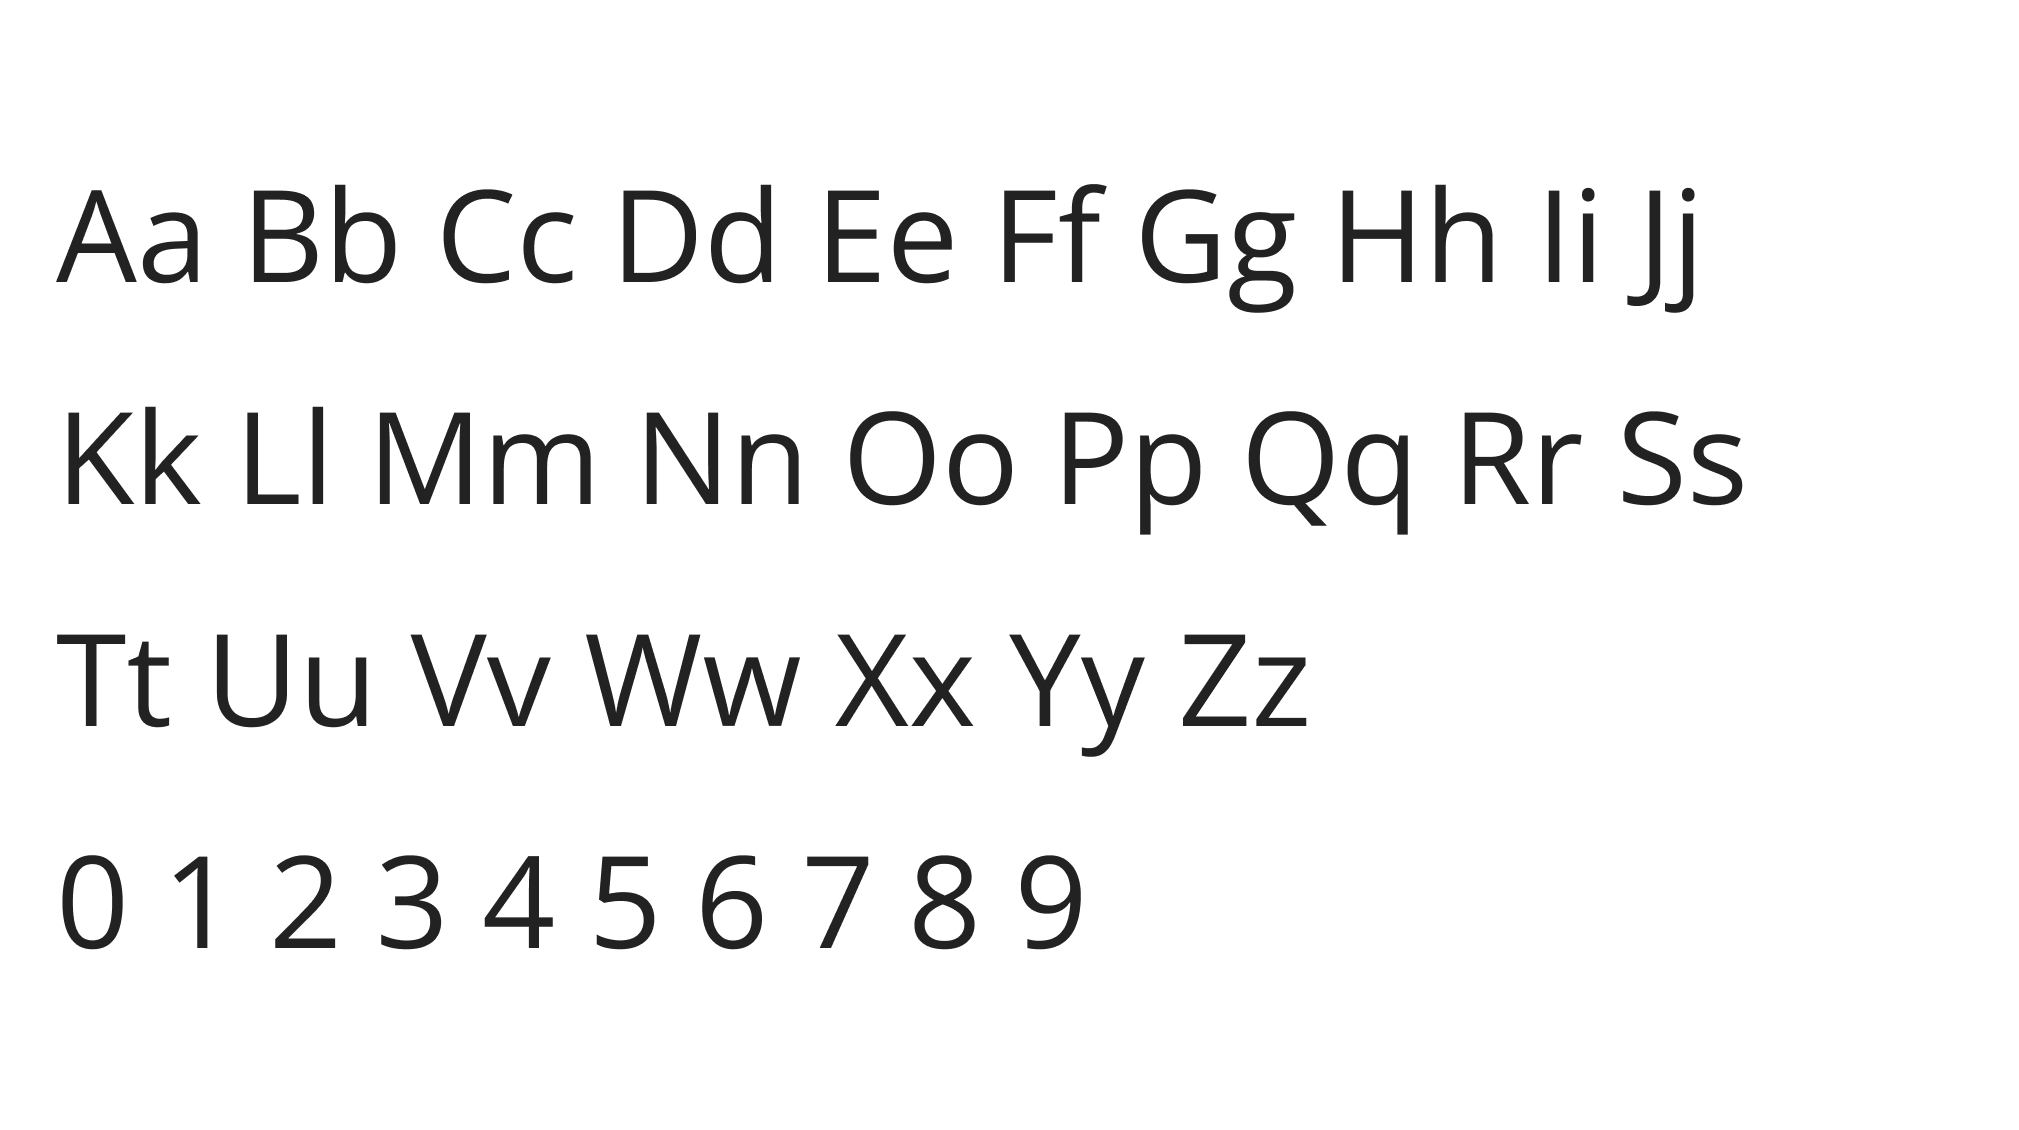 Aa Bb Cc Dd Ee Ff Gg Hh Ii Jj
Kk Ll Mm Nn Oo Pp Qq Rr Ss
Tt Uu Vv Ww Xx Yy Zz
0 1 2 3 4 5 6 7 8 9